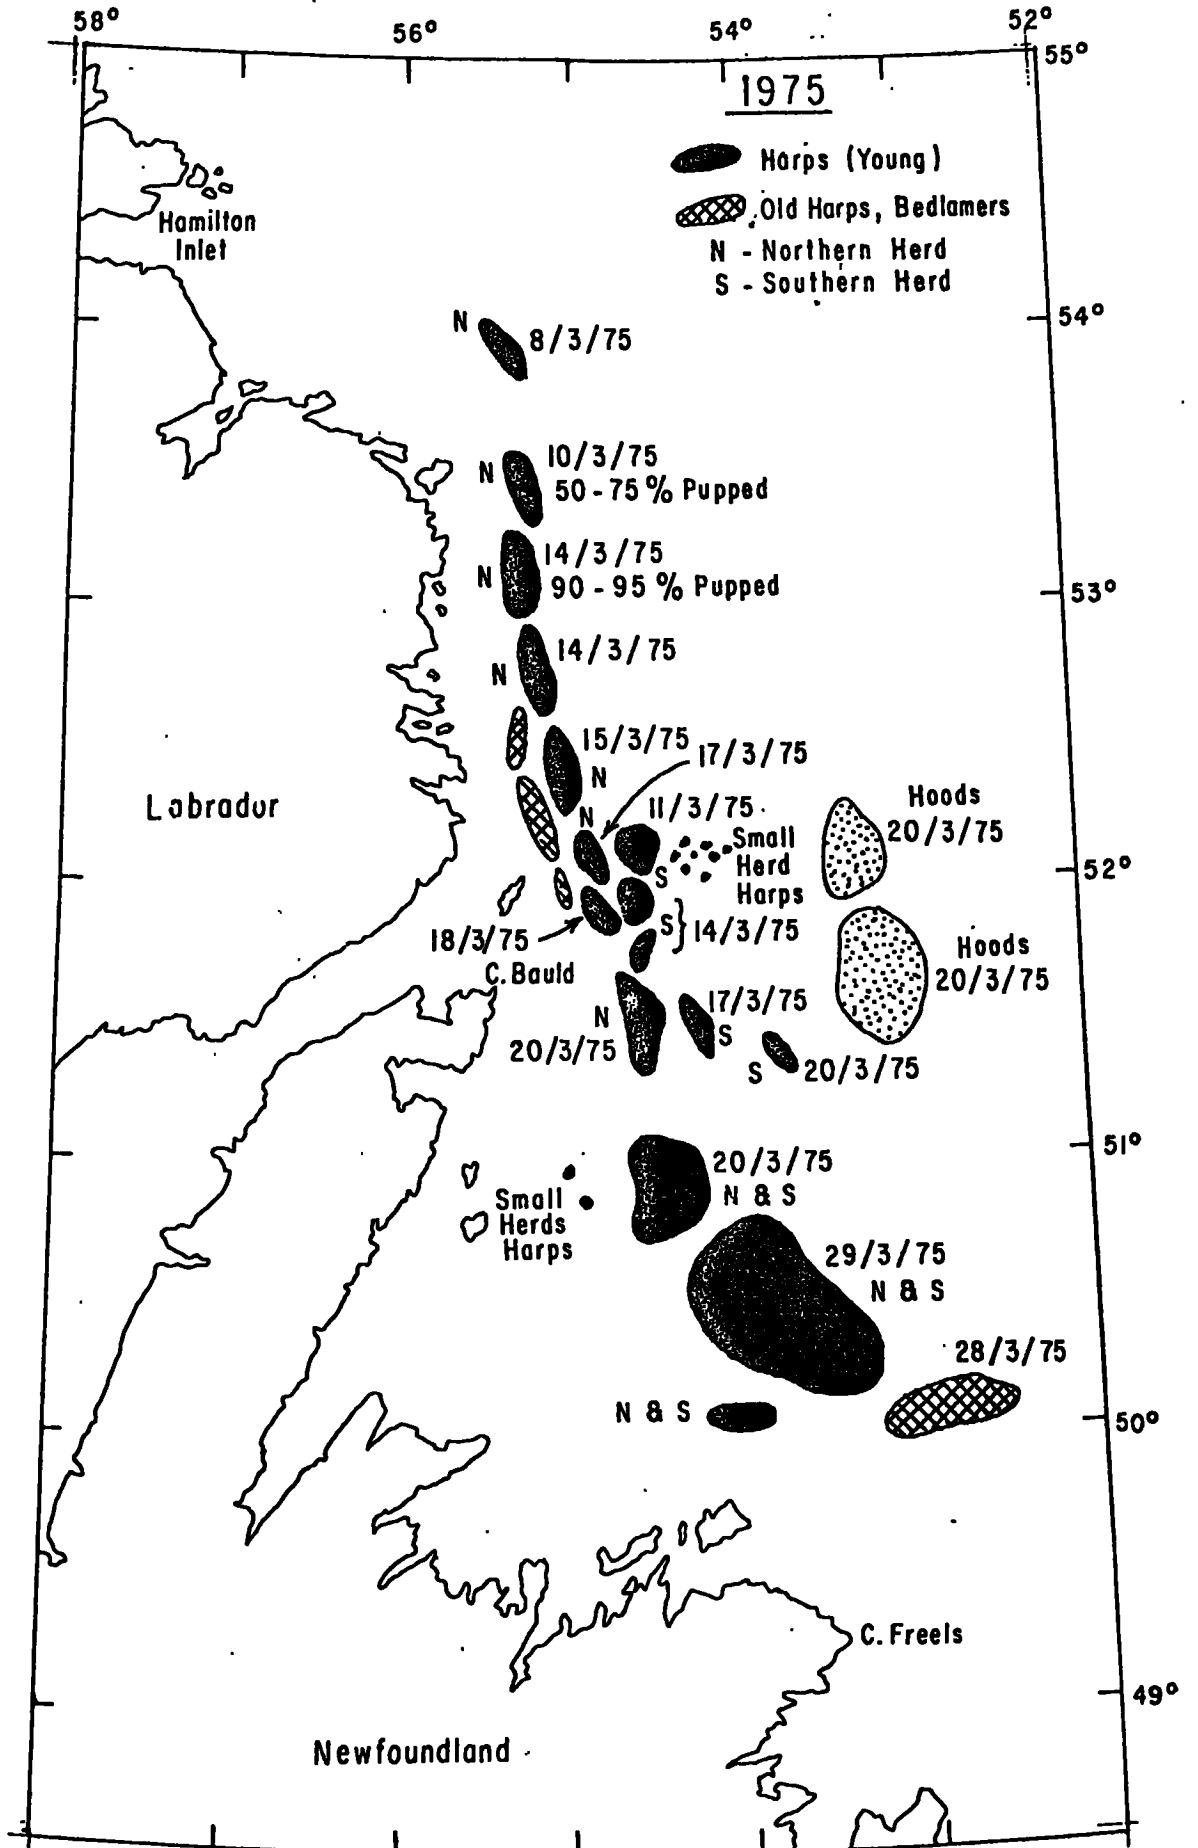 58°
56°
54°
52°
55°
1975
Harps (Young)
Old Harps, Bedlamers
N - Northern Herd
S - Southern Herd
Hamilton
Inlet
54°
N
8/3/75
10/3/75
N
50-75% Pupped
14/3/75
N
90-95% Pupped
53°
14/3/75
N
15/3/75
17/3/75
N
Labrador
11/3/75
N
Hoods
20/3/75
Small
Herd
Harps
52°
S
18/3/75
S} 14/3/75
Hoods
20/3/75
C. Bauld
17/3/75
N
20/3/75
S
S
20/3/75
51°
20/3/75
N & S
Small
Herds
Harps
29/3/75
N & S
28/3/75
N & S
50°
C. Freels
49°
Newfoundland